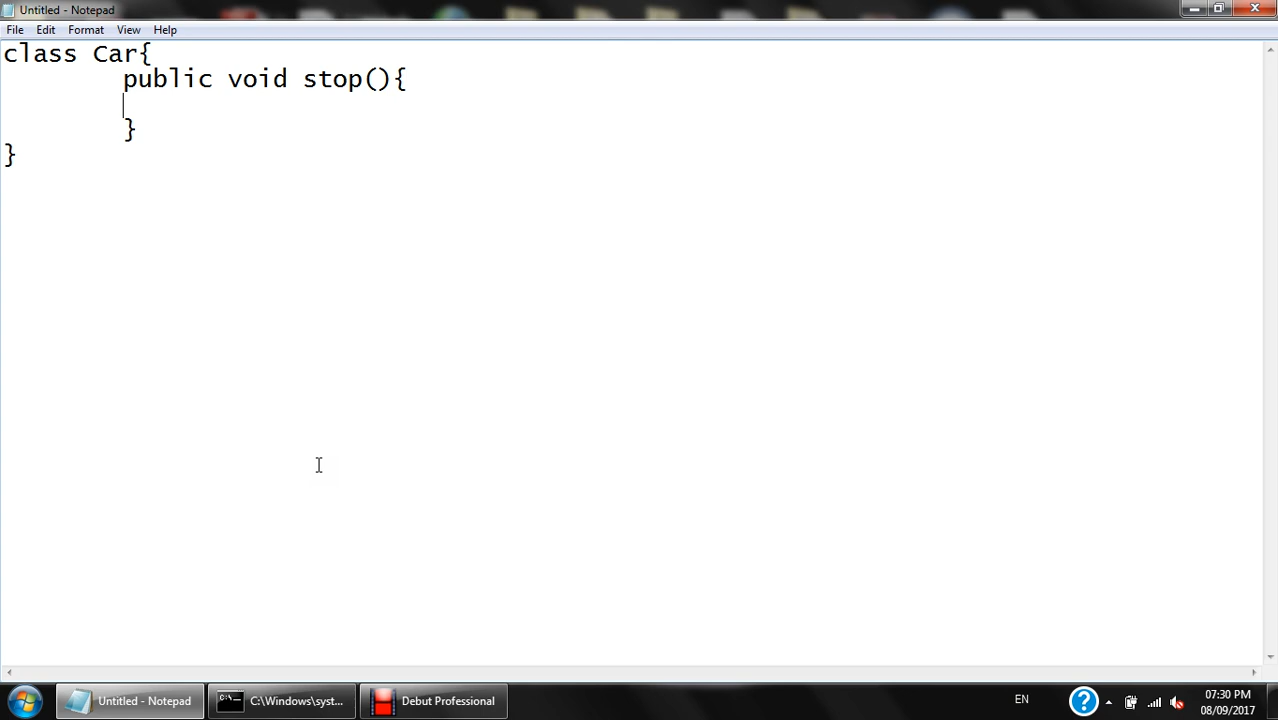 Untitled - Notepad
File Edit Format View Help
class Car{
public void stop(){
}
}
Untitled - Notepad C:\Windows\syst... Debut Professional EN 07:30 PM
08/09/2017